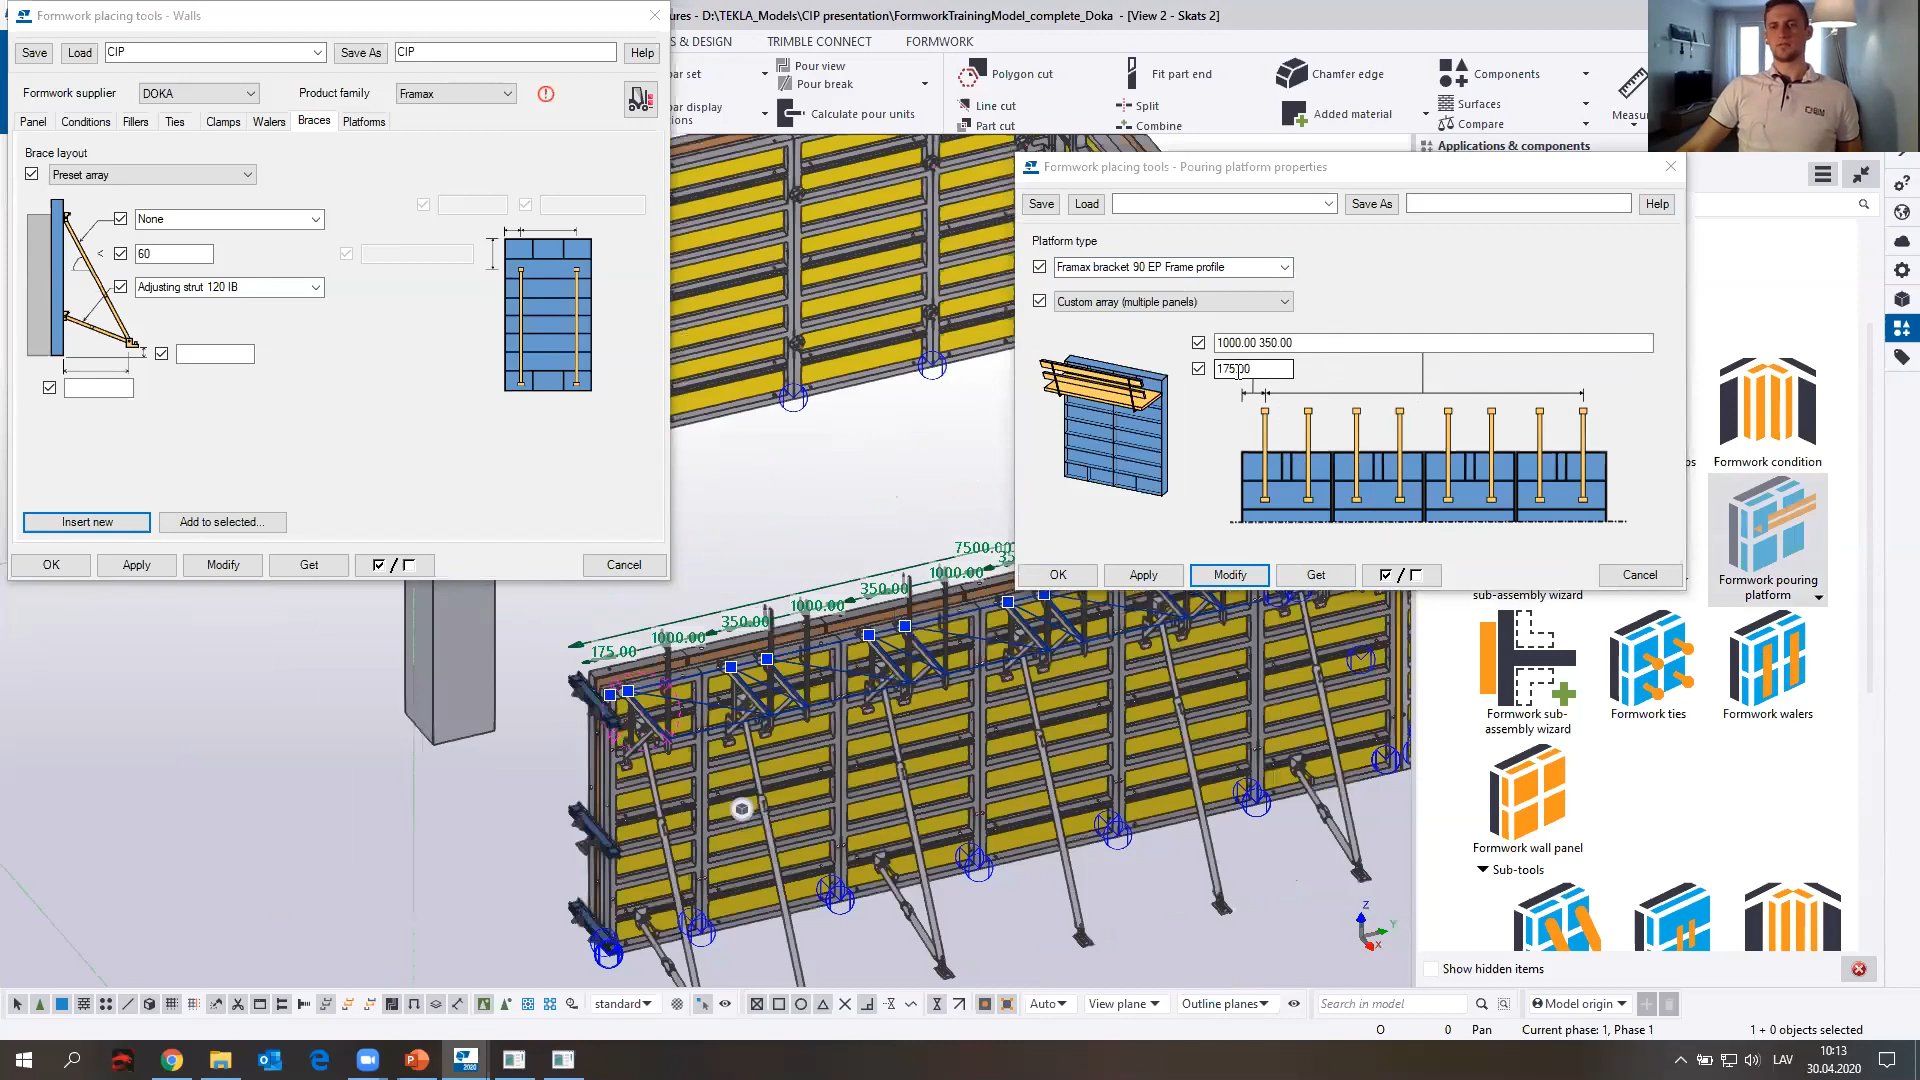 Formwork placing tools - Walls
ures - D:\TEKLA_Models\CIP presentation\FormworkTrainingModel_complete_Doka - [View 2 - Skats 2]
Save
Load
CIP
Save As
CIP
Help
S & DESIGN
TRIMBLE CONNECT
FORMWORK
Formwork supplier
DOKA
Product family
Framax
Panel
Conditions
Fillers
Ties
Clamps
Walers
Braces
Platforms
Brace layout
Preset array
None
<
60
Adjusting strut 120 IB
Insert new
Add to selected...
OK
Apply
Modify
Get
/
Cancel
bar set
Pour view
Pour break
bar display
Calculate pour units
Polygon cut
Line cut
Part cut
Fit part end
Split
Combine
Chamfer edge
Added material
Components
Surfaces
Compare
Measu
Applications & components
Formwork placing tools - Pouring platform properties
Save
Load
Save As
Help
Platform type
Framax bracket 90 EP Frame profile
Custom array (multiple panels)
1000.00 350.00
175.00
OK
Apply
Modify
Get
/
Cancel
7500.00
1000.00
350.00
1000.00
350.00
1000.00
175.00
Formwork condition
Formwork pouring
platform
sub-assembly wizard
Formwork sub-
assembly wizard
Formwork ties
Formwork walers
Formwork wall panel
Sub-tools
Show hidden items
Z
Y
X
standard
Auto
View plane
Outline planes
Search in model
Model origin
O
0
Pan
Current phase: 1, Phase 1
1 + 0 objects selected
2020
LAV
10:13
30.04.2020